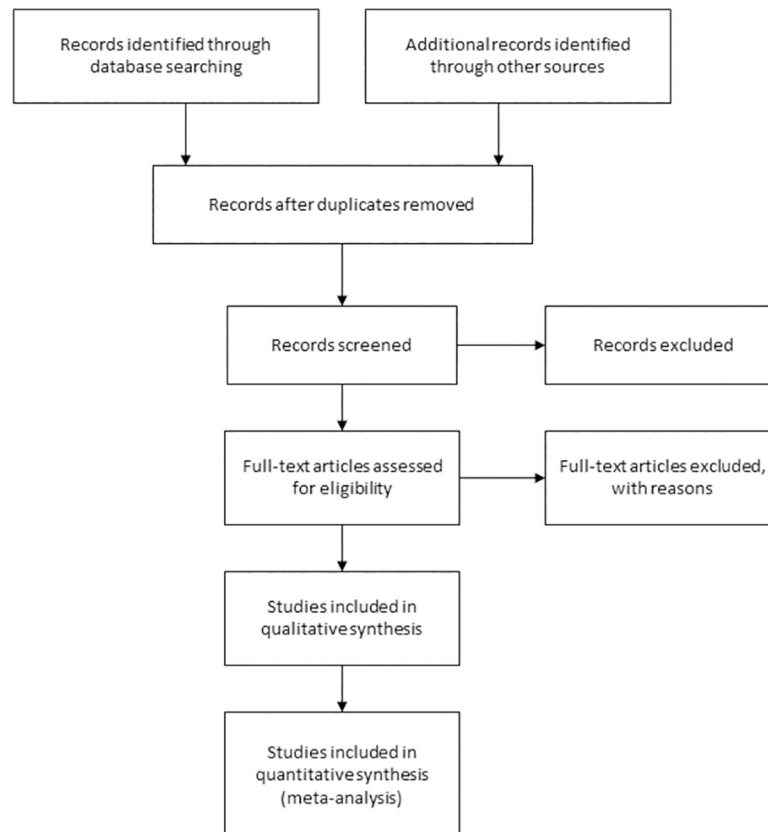 Records identified through
database searching
Additional records identified
through other sources
Records after duplicates removed
Records screened
Records excluded
Full-text articles assessed
for eligibility
Full-text articles excluded,
with reasons
Studies included in
qualitative synthesis
Studies included in
quantitative synthesis
(meta-analysis)